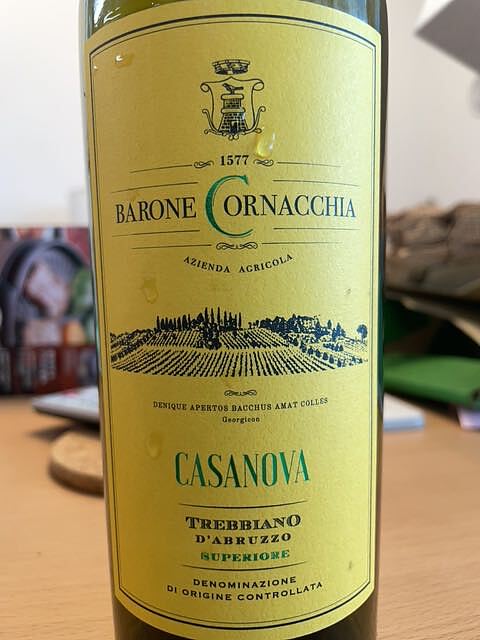 1577
BARONE CORNACCHIA
AZIENDA AGRICOLA
DENIQUE APERTOS BACCHUS AMAT COLLES
Georgicon
CASANOVA
TREBBIANO
D'ABRUZZO
SUPERIORE
DENOMINAZIONE
DI ORIGINE CONTROLLATA